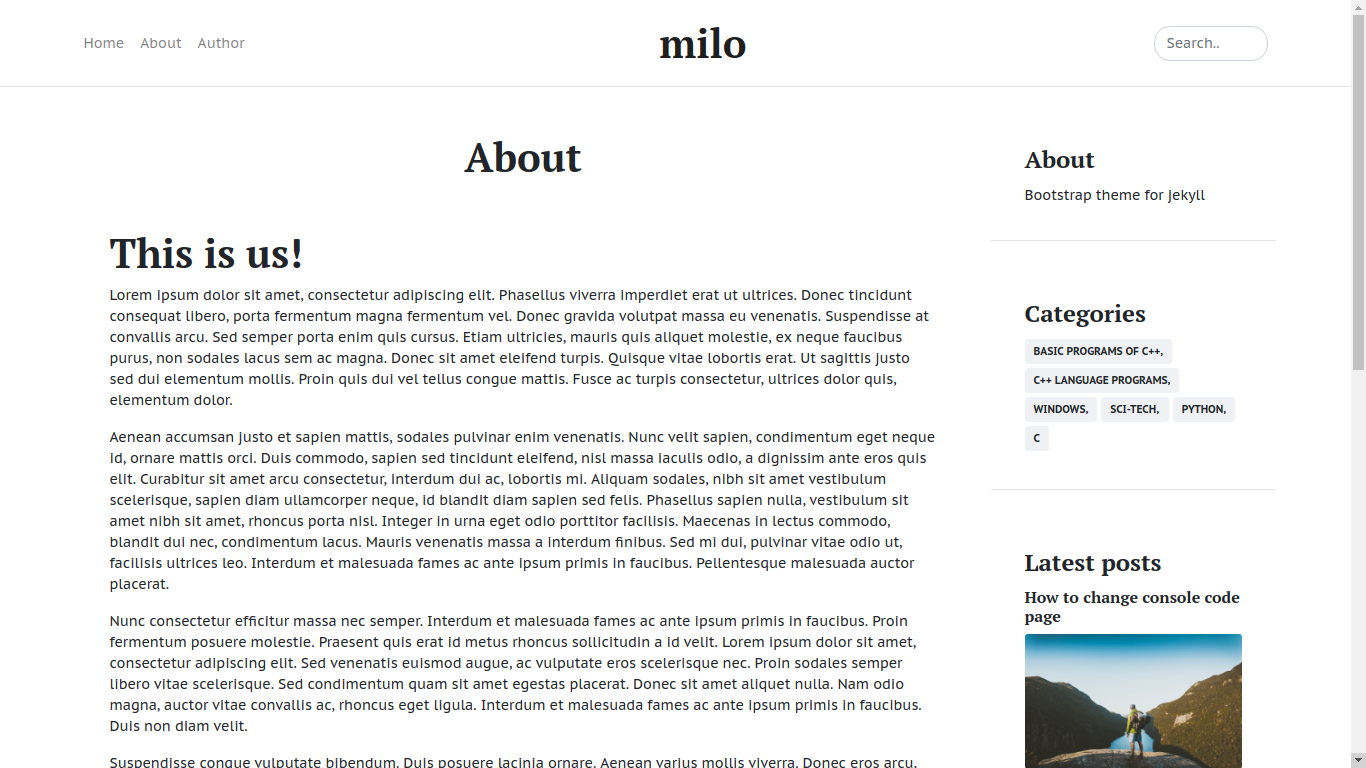 Home About Author
milo
Search..
About
This is us!
Lorem ipsum dolor sit amet, consectetur adipiscing elit. Phasellus viverra imperdiet erat ut ultrices. Donec tincidunt
consequat libero, porta fermentum magna fermentum vel. Donec gravida volutpat massa eu venenatis. Suspendisse at
convallis arcu. Sed semper porta enim quis cursus. Etiam ultricies, mauris quis aliquet molestie, ex neque faucibus
purus, non sodales lacus sem ac magna. Donec sit amet eleifend turpis. Quisque vitae lobortis erat. Ut sagittis justo
sed dui elementum mollis. Proin quis dui vel tellus congue mattis. Fusce ac turpis consectetur, ultrices dolor quis,
elementum dolor.
Aenean accumsan justo et sapien mattis, sodales pulvinar enim venenatis. Nunc velit sapien, condimentum eget neque
id, ornare mattis orci. Duis commodo, sapien sed tincidunt eleifend, nisl massa iaculis odio, a dignissim ante eros quis
elit. Curabitur sit amet arcu consectetur, interdum dui ac, lobortis mi. Aliquam sodales, nibh sit amet vestibulum
scelerisque, sapien diam ullamcorper neque, id blandit diam sapien sed felis. Phasellus sapien nulla, vestibulum sit
amet nibh sit amet, rhoncus porta nisl. Integer in urna eget odio porttitor facilisis. Maecenas in lectus commodo,
blandit dui nec, condimentum lacus. Mauris venenatis massa a interdum finibus. Sed mi dui, pulvinar vitae odio ut,
facilisis ultrices leo. Interdum et malesuada fames ac ante ipsum primis in faucibus. Pellentesque malesuada auctor
placerat.
Nunc consectetur efficitur massa nec semper. Interdum et malesuada fames ac ante ipsum primis in faucibus. Proin
fermentum posuere molestie. Praesent quis erat id metus rhoncus sollicitudin a id velit. Lorem ipsum dolor sit amet,
consectetur adipiscing elit. Sed venenatis euismod augue, ac vulputate eros scelerisque nec. Proin sodales semper
libero vitae scelerisque. Sed condimentum quam sit amet egestas placerat. Donec sit amet aliquet nulla. Nam odio
magna, auctor vitae convallis ac, rhoncus eget ligula. Interdum et malesuada fames ac ante ipsum primis in faucibus.
Duis non diam velit.
Suspendisse congue vulputate bibendum. Duis posuere lacinia ornare. Aenean varius mollis viverra. Donec eros arcu,
About
Bootstrap theme for jekyll
Categories
BASIC PROGRAMS OF C++,
C++ LANGUAGE PROGRAMS,
WINDOWS, SCI-TECH, PYTHON,
C
Latest posts
How to change console code
page